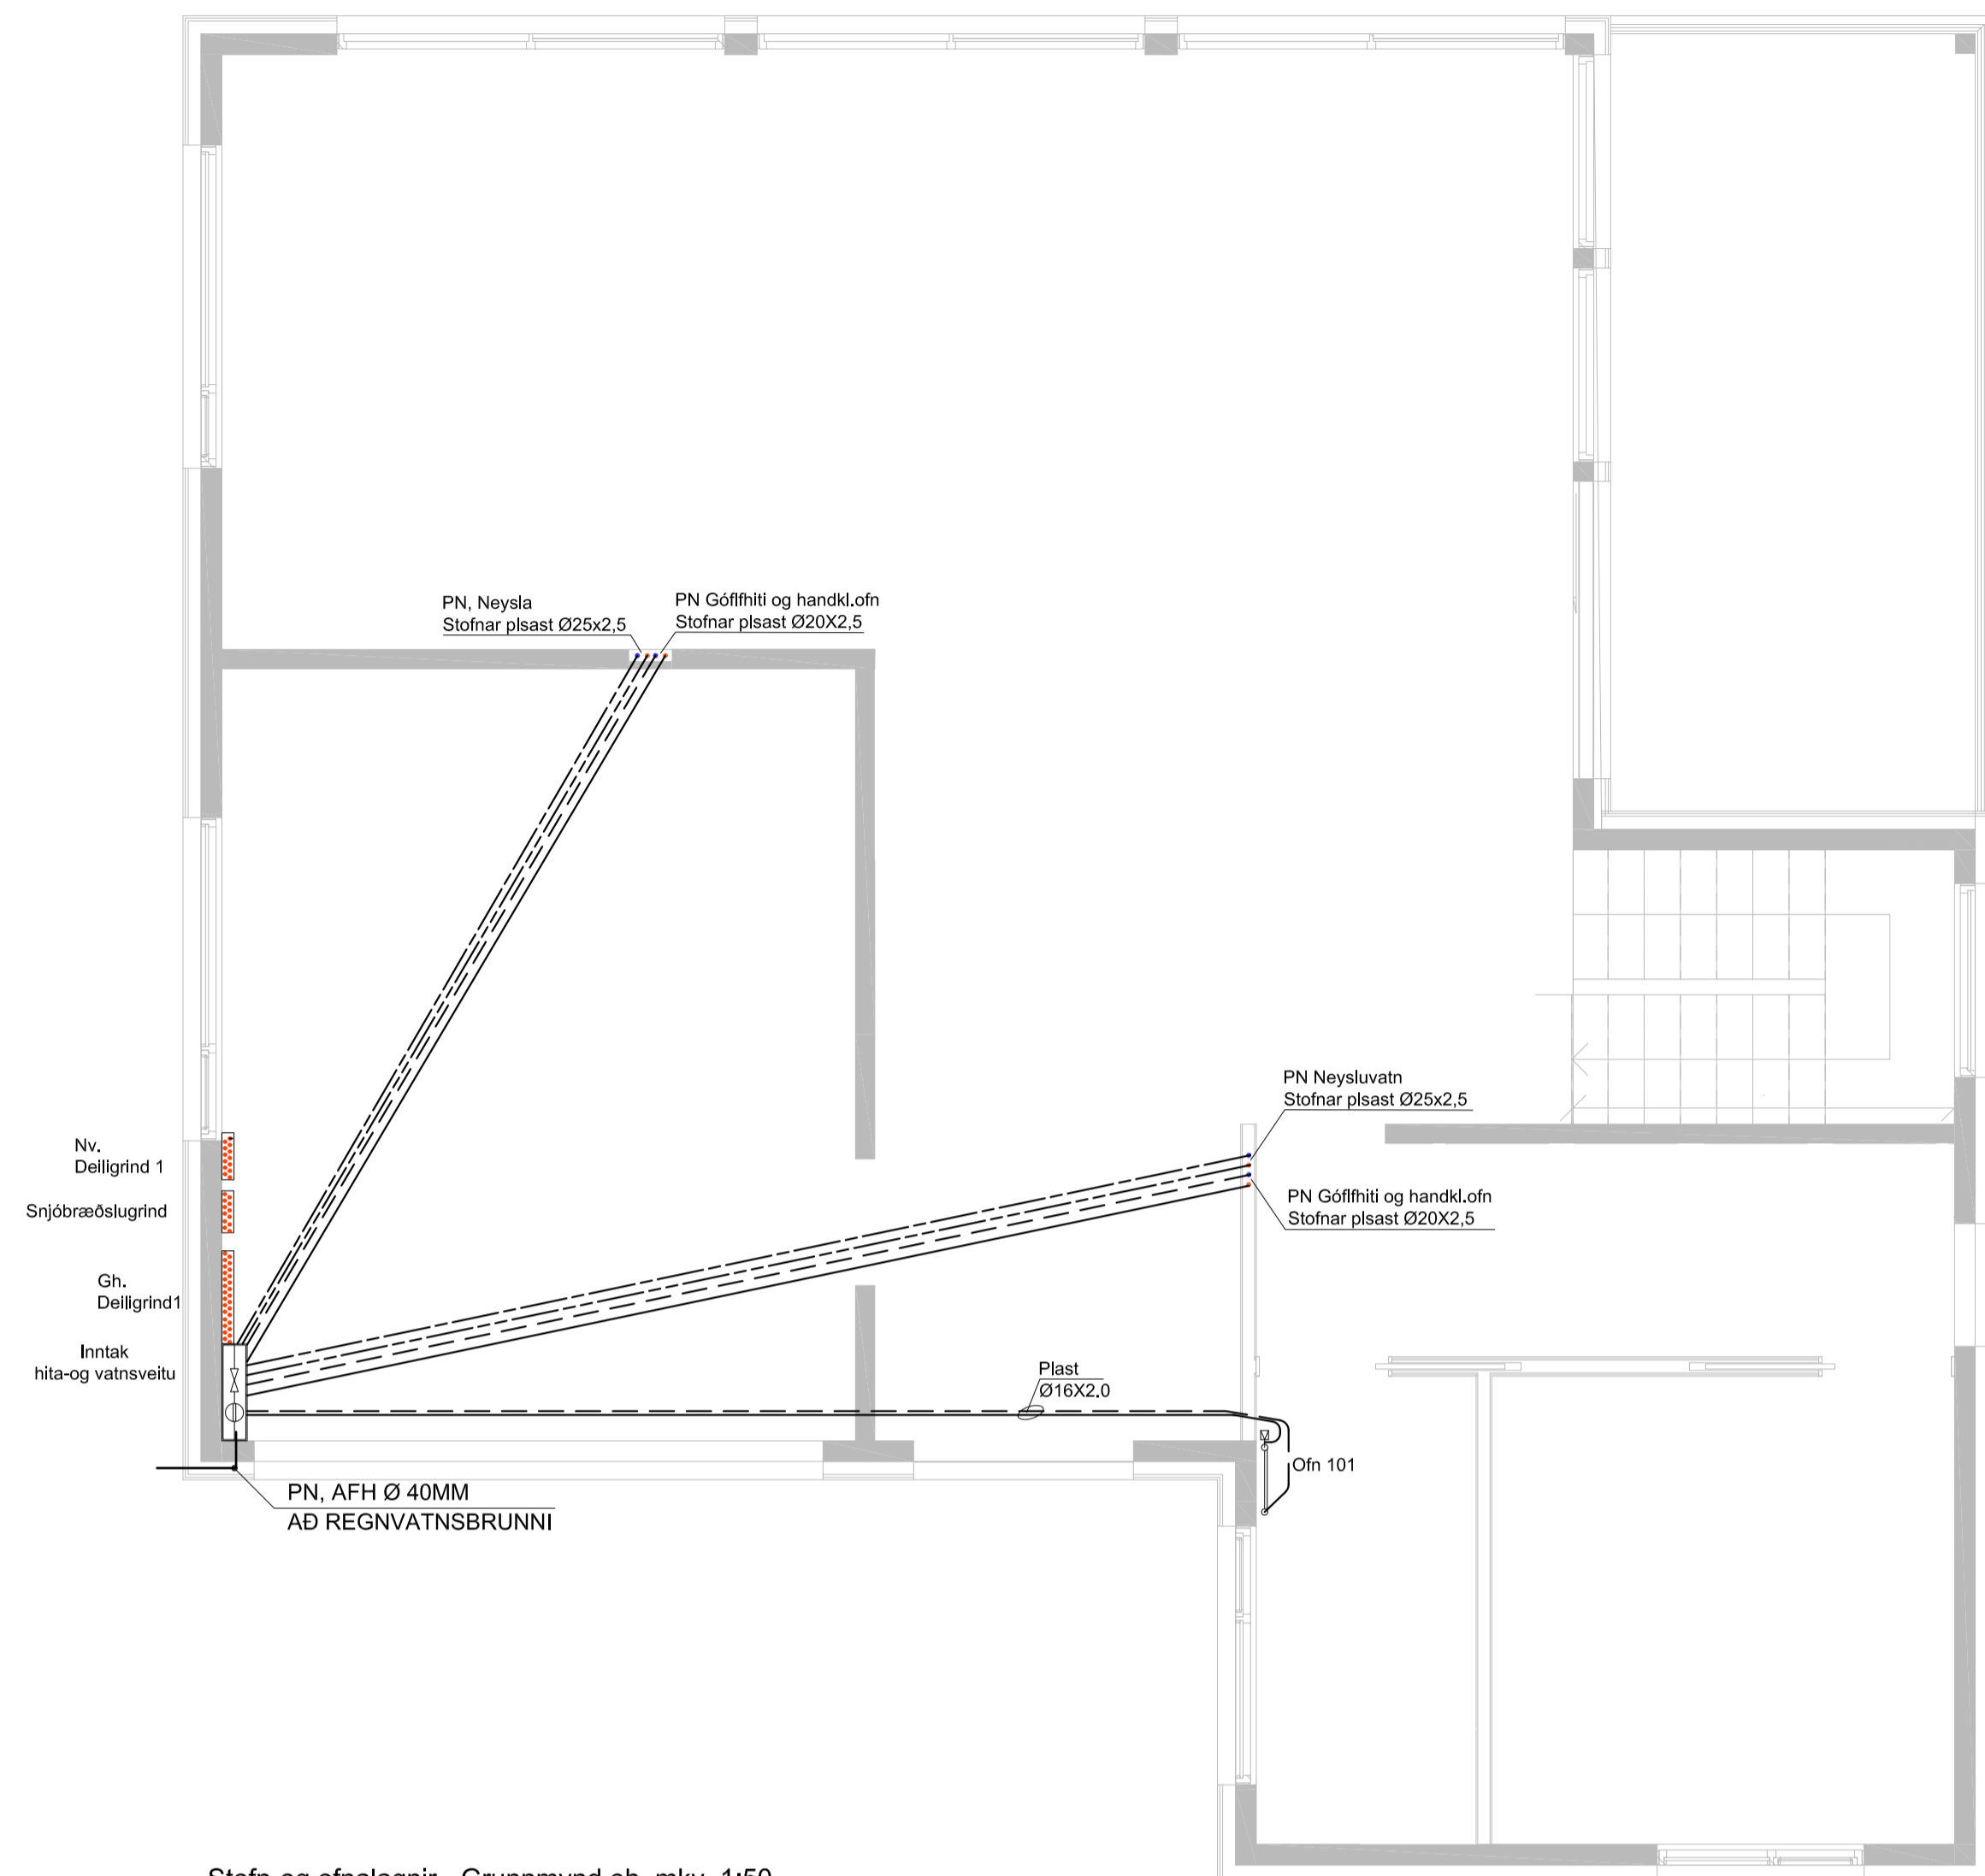 PN, Neysla
Stofnar plsast Ø25x2,5
PN Góflfhiti og handkl.ofn
Stofnar plsast Ø20X2,5
PN Neysluvatn
Stofnar plsast Ø25x2,5
Nv.
Deiligrind 1
Snjóbræðslugrind
PN Góflfhiti og handkl.ofn
Stofnar plsast Ø20X2,5
Gh.
Deiligrind1
Inntak
hita-og vatnsveitu
Plast
Ø16X2.0
Ofn 101
PN, AFH Ø 40MM
AÐ REGNVATNSBRUNNI